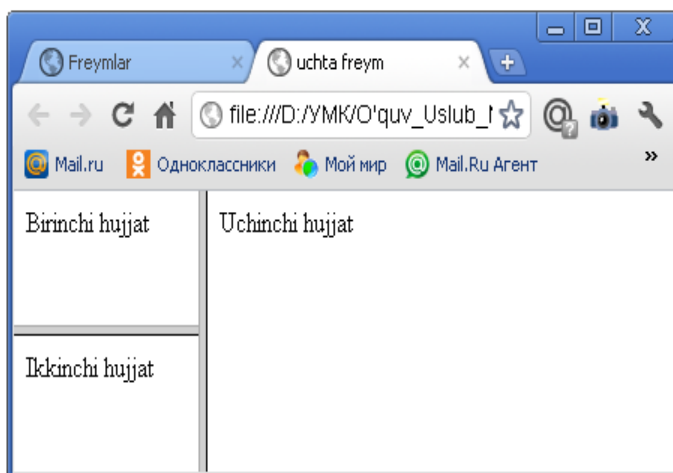 Freymlar
uchta freym
file:///D:/УМК/O'quv_Uslub_
Mail.ru
Одноклассники
Мой мир
Mail.Ru Агент
»
Birinchi hujjat
Uchinchi hujjat
Ikkinchi hujjat